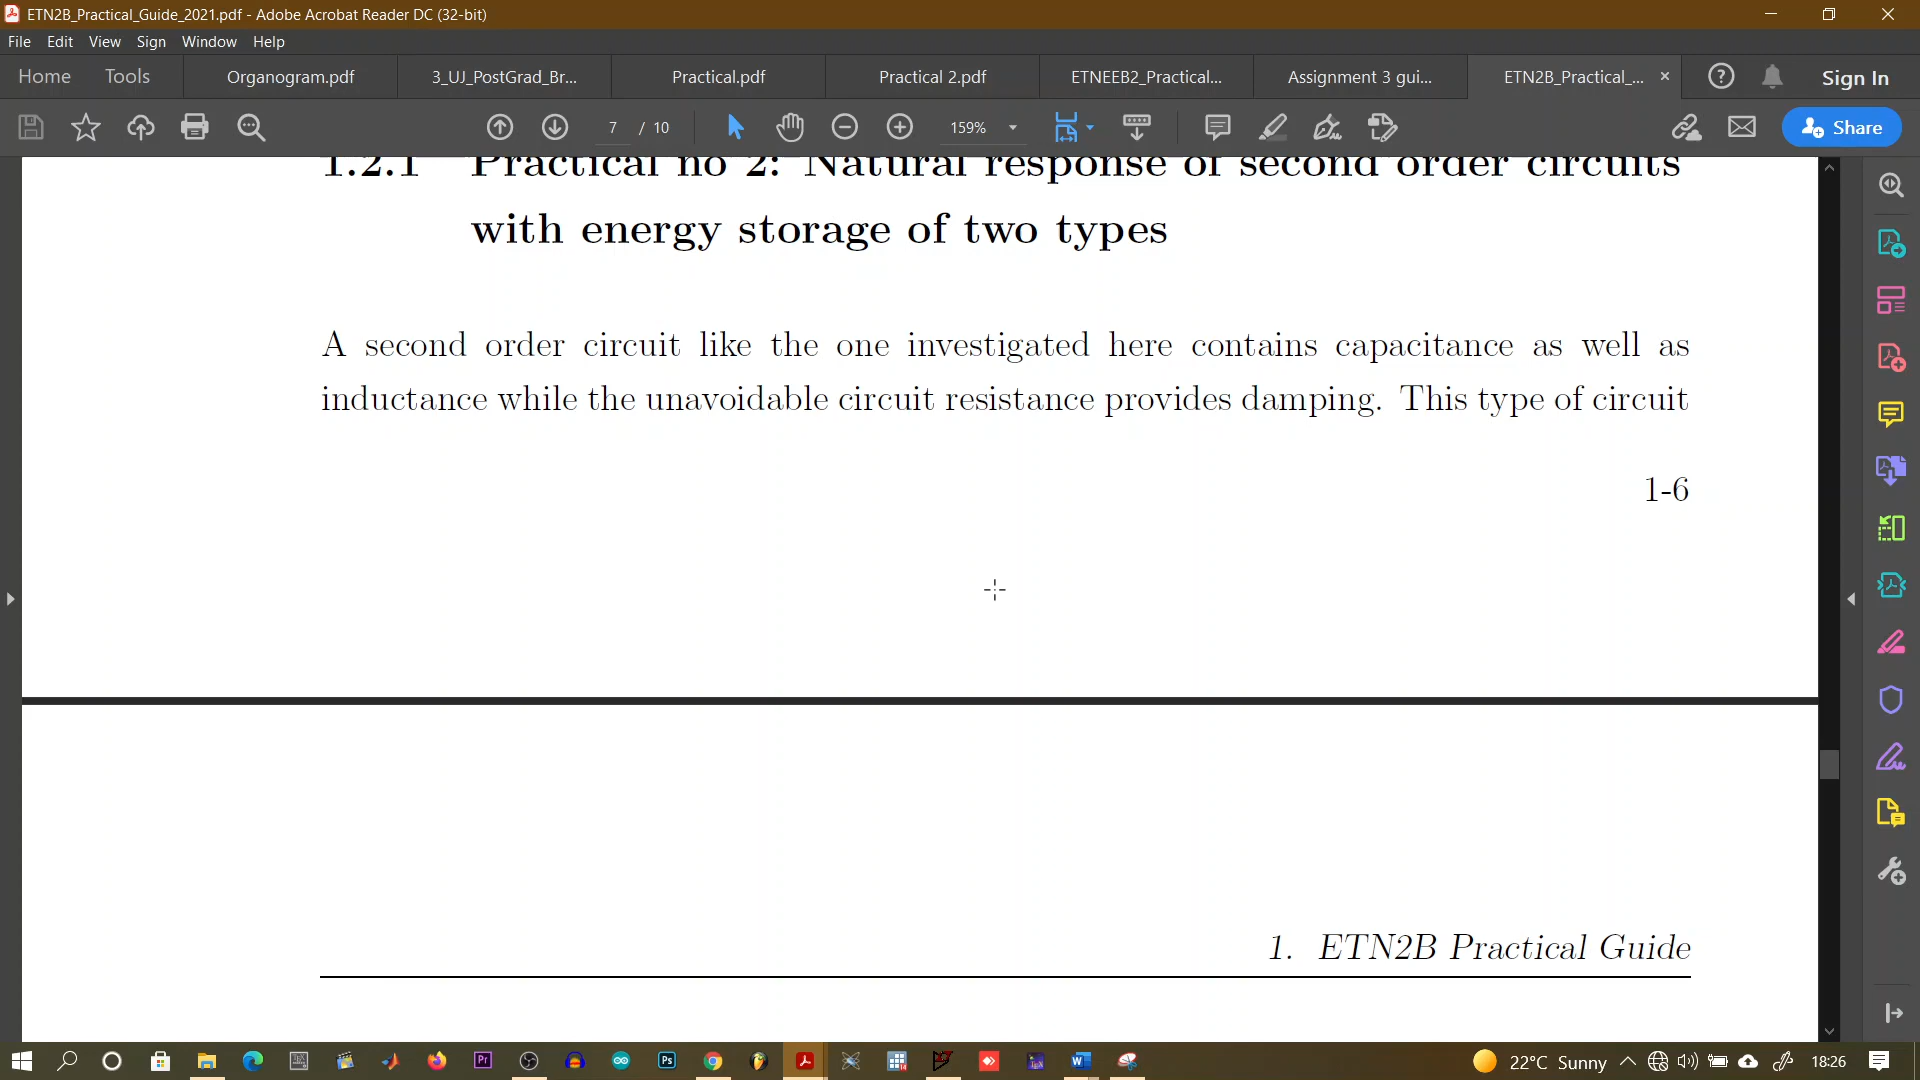 ETN2B_Practical_Guide_2021.pdf - Adobe Acrobat Reader DC (32-bit)
File Edit View Sign Window Help
Home Tools Organogram.pdf 3_UJ_PostGrad_Br... Practical.pdf Practical 2.pdf ETNEEB2_Practical... Assignment 3 gui... ETN2B_Practical_... × ? Sign In
7 / 10 159% Share
1.2.1 Practical no 2: Natural response of second order circuits
with energy storage of two types
A second order circuit like the one investigated here contains capacitance as well as
inductance while the unavoidable circuit resistance provides damping. This type of circuit
1-6
1. ETN2B Practical Guide
22°C Sunny 18:26